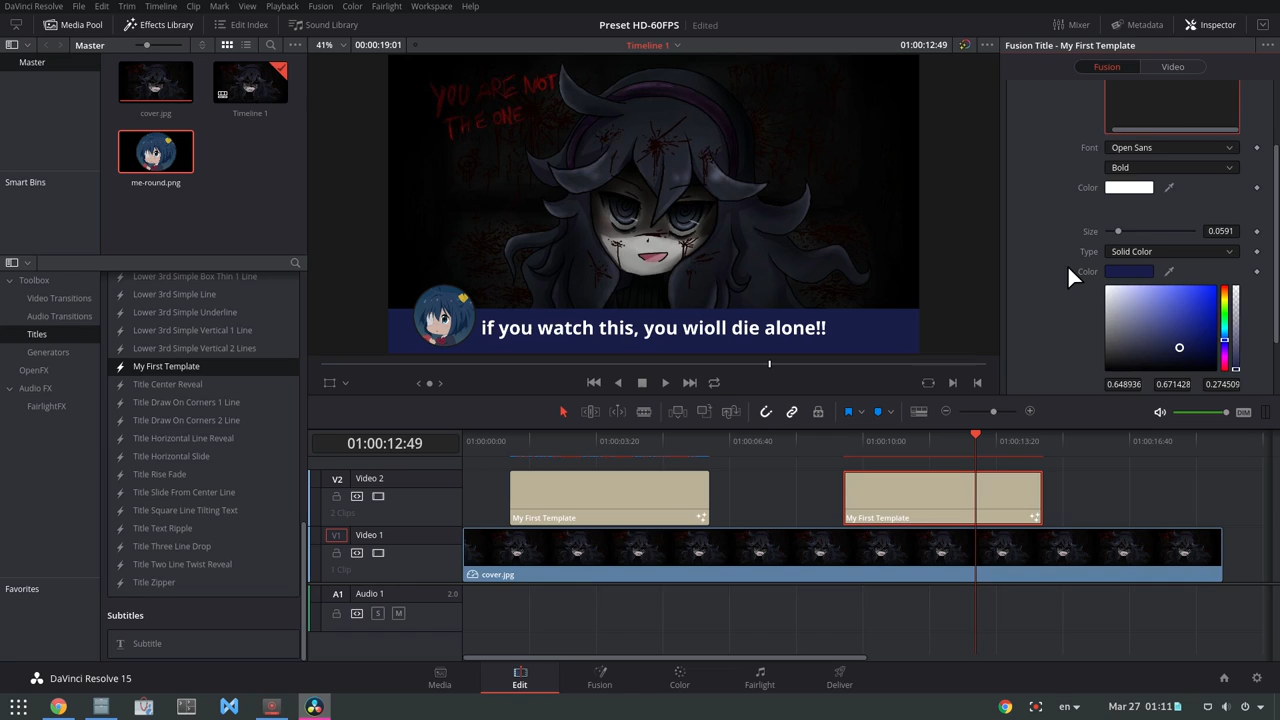 DaVinci Resolve File Edit Trim Timeline Clip Mark View Playback Fusion Color Fairlight Workspace Help
Media Pool Effects Library Edit Index Sound Library Preset HD-60FPS Edited Mixer Metadata Inspector
Master 41% 00:00:19:01 Timeline 1 01:00:12:49 Fusion Title - My First Template
Master
Fusion Video
YOU ARE NOT
THE ONE
cover.jpg Timeline 1
Font Open Sans
Bold
Color
me-round.png
Smart Bins
Size 0.0591
Type Solid Color
Color
if you watch this, you wioll die alone!!
0.648936 0.671428 0.274509
Toolbox
Video Transitions
Audio Transitions
Titles
Generators
OpenFX
Audio FX
FairlightFX
Favorites
Lower 3rd Simple Box Thin 1 Line
Lower 3rd Simple Line
Lower 3rd Simple Underline
Lower 3rd Simple Vertical 1 Line
Lower 3rd Simple Vertical 2 Lines
My First Template
Title Center Reveal
Title Draw On Corners 1 Line
Title Draw On Corners 2 Line
Title Horizontal Line Reveal
Title Horizontal Slide
Title Rise Fade
Title Slide From Center Line
Title Square Line Tilting Text
Title Text Ripple
Title Three Line Drop
Title Two Line Twist Reveal
Title Zipper
Subtitles
Subtitle
DIM
01:00:12:49
01:00:00:00 01:00:03:20 01:00:06:40 01:00:10:00 01:00:13:20 01:00:16:40
V2 Video 2
2 Clips
My First Template My First Template
V1 Video 1
1 Clip
cover.jpg
A1 Audio 1 2.0
S M
DaVinci Resolve 15
Media Edit Fusion Color Fairlight Deliver
en Mar 27 01:11